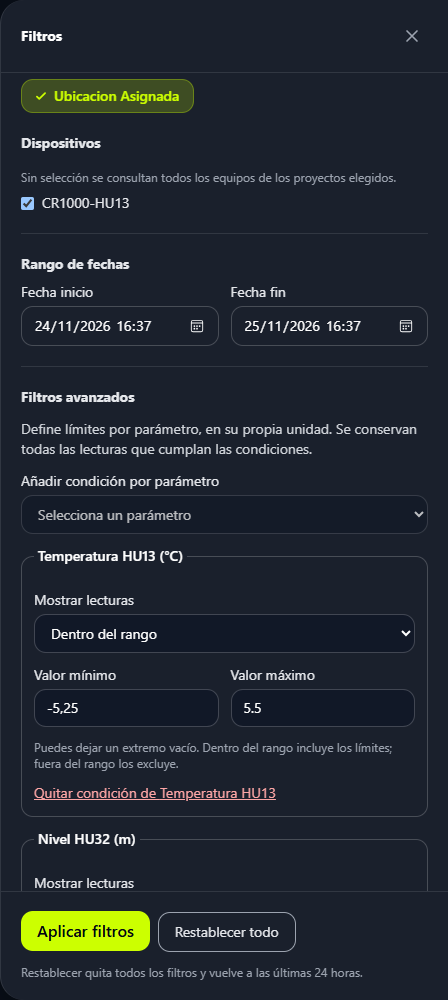 Filtros
Ubicacion Asignada
Dispositivos
Sin selección se consultan todos los equipos de los proyectos elegidos.
CR1000-HU13
Rango de fechas
Fecha inicio
Fecha fin
24/11/2026 16:37
25/11/2026 16:37
Filtros avanzados
Define límites por parámetro, en su propia unidad. Se conservan
todas las lecturas que cumplan las condiciones.
Añadir condición por parámetro
Selecciona un parámetro
Temperatura HU13 (°C)
Mostrar lecturas
Dentro del rango
Valor mínimo
Valor máximo
-5,25
5.5
Puedes dejar un extremo vacío. Dentro del rango incluye los límites;
fuera del rango los excluye.
Quitar condición de Temperatura HU13
Nivel HU32 (m)
Mostrar lecturas
Aplicar filtros
Restablecer todo
Restablecer quita todos los filtros y vuelve a las últimas 24 horas.